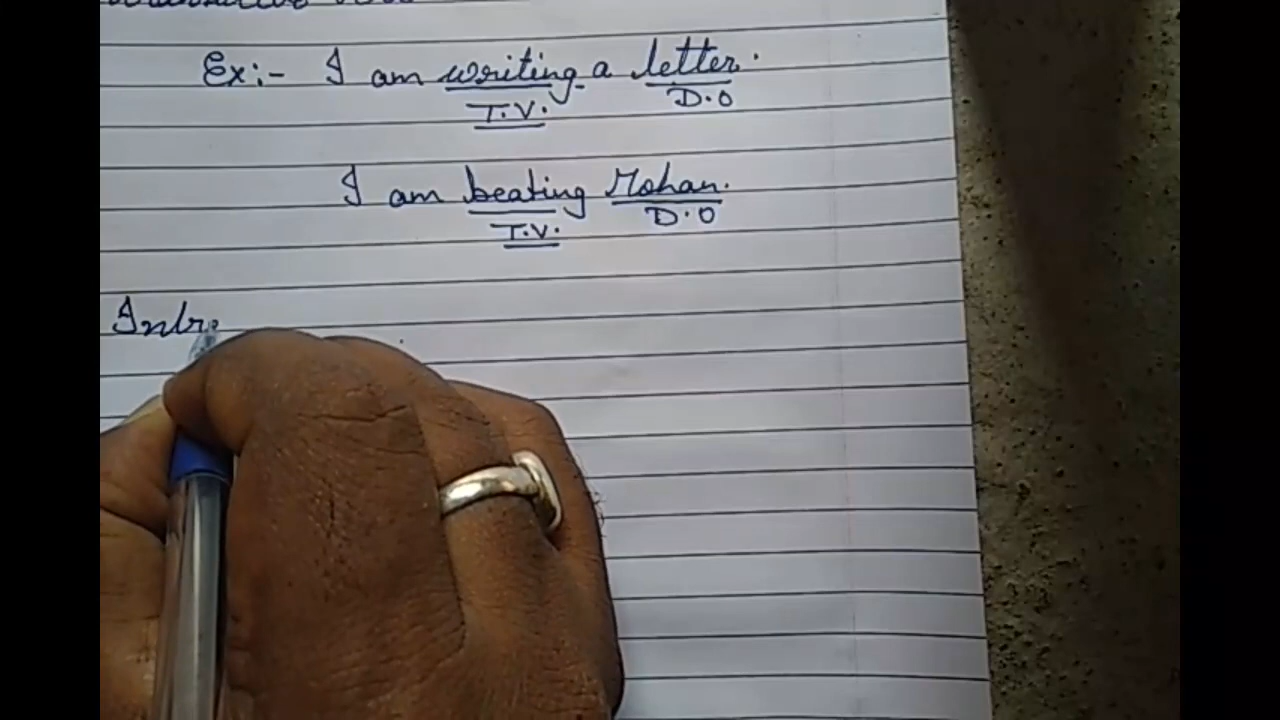 Ex:- I am writing a letter.
T.V. D.O
I am beating Mohan.
T.V. D.O
Intr